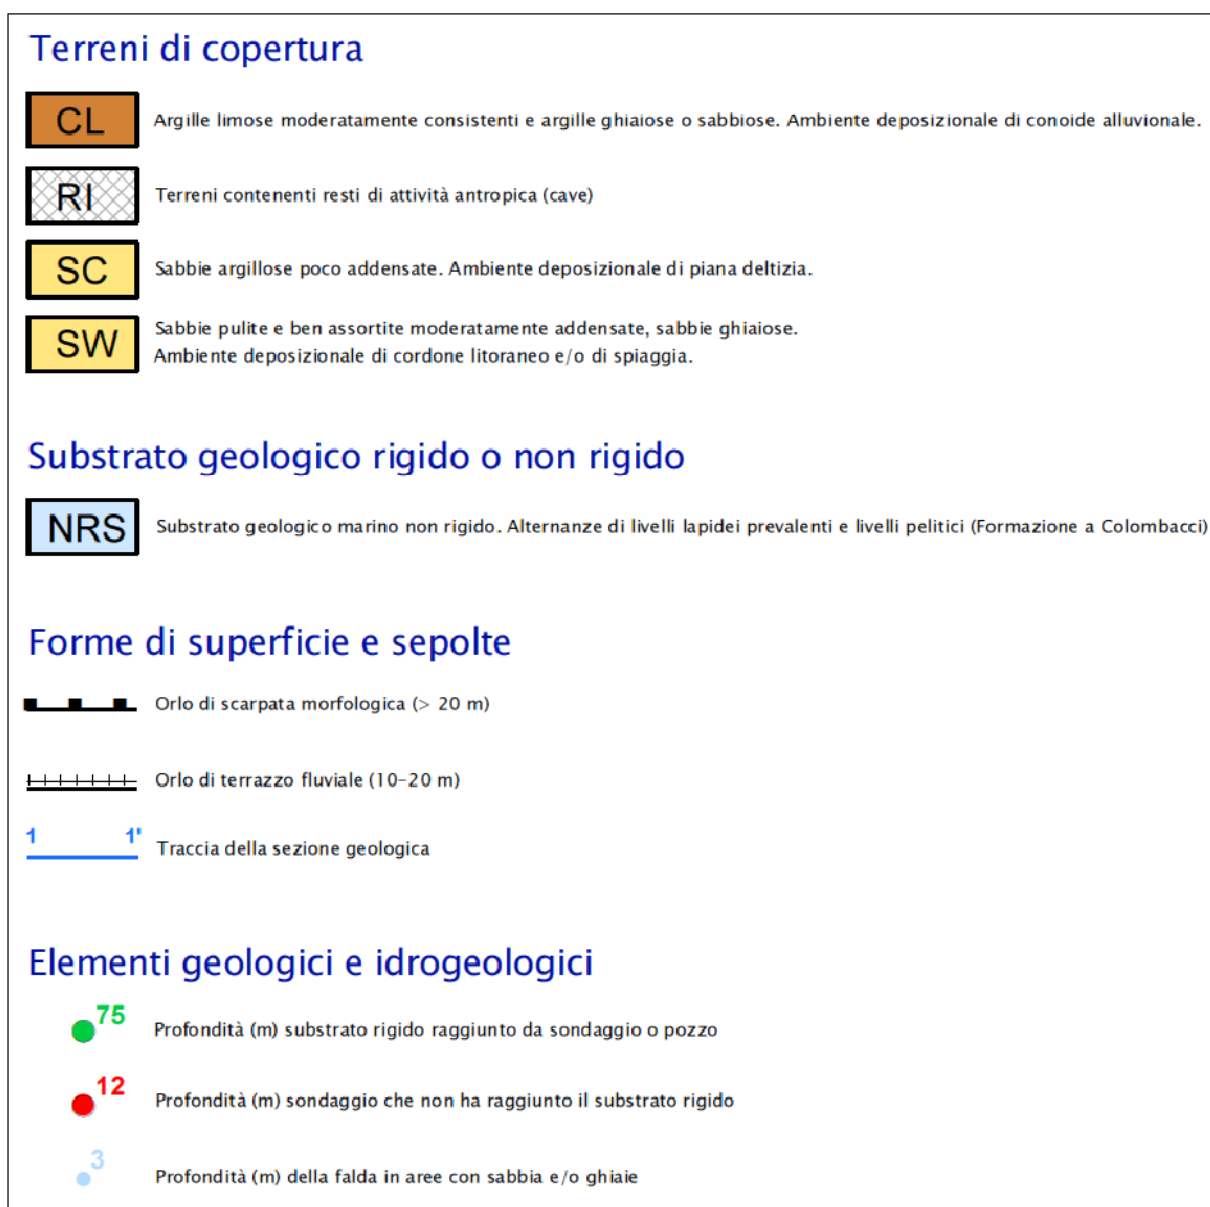 Terreni di copertura
CL
Argille limose moderatamente consistenti e argille ghiaiose o sabbiose. Ambiente deposizionale di conoide alluvionale.
RI
Terreni contenenti resti di attività antropica (cave)
SC
Sabbie argillose poco addensate. Ambiente deposizionale di piana deltizia.
SW
Sabbie pulite e ben assortite moderatamente addensate, sabbie ghiaiose.
Ambiente deposizionale di cordone litoraneo e/o di spiaggia.
Substrato geologico rigido o non rigido
NRS
Substrato geologico marino non rigido. Alternanze di livelli lapidei prevalenti e livelli pelitici (Formazione a Colombacci)
Forme di superficie e sepolte
Orlo di scarpata morfologica (> 20 m)
Orlo di terrazzo fluviale (10-20 m)
1 1'
Traccia della sezione geologica
Elementi geologici e idrogeologici
75
Profondità (m) substrato rigido raggiunto da sondaggio o pozzo
12
Profondità (m) sondaggio che non ha raggiunto il substrato rigido
3
Profondità (m) della falda in aree con sabbia e/o ghiaie